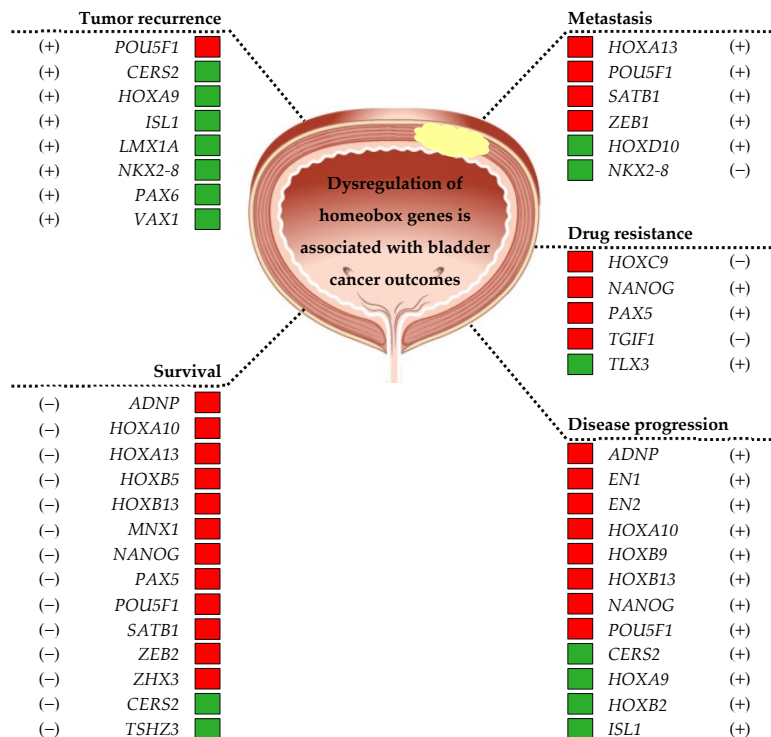 Tumor recurrence
(+) POU5F1
(+) CERS2
(+) HOXA9
(+) ISL1
(+) LMX1A
(+) NKX2-8
(+) PAX6
(+) VAX1
Metastasis
HOXA13 (+)
POU5F1 (+)
SATB1 (+)
ZEB1 (+)
HOXD10 (+)
NKX2-8 (−)
Dysregulation of
homeobox genes is
associated with bladder
cancer outcomes
Drug resistance
HOXC9 (−)
NANOG (+)
PAX5 (+)
TGIF1 (−)
TLX3 (+)
Survival
(−) ADNP
(−) HOXA10
(−) HOXA13
(−) HOXB5
(−) HOXB13
(−) MNX1
(−) NANOG
(−) PAX5
(−) POU5F1
(−) SATB1
(−) ZEB2
(−) ZHX3
(−) CERS2
(−) TSHZ3
Disease progression
ADNP (+)
EN1 (+)
EN2 (+)
HOXA10 (+)
HOXB9 (+)
HOXB13 (+)
NANOG (+)
POU5F1 (+)
CERS2 (+)
HOXA9 (+)
HOXB2 (+)
ISL1 (+)